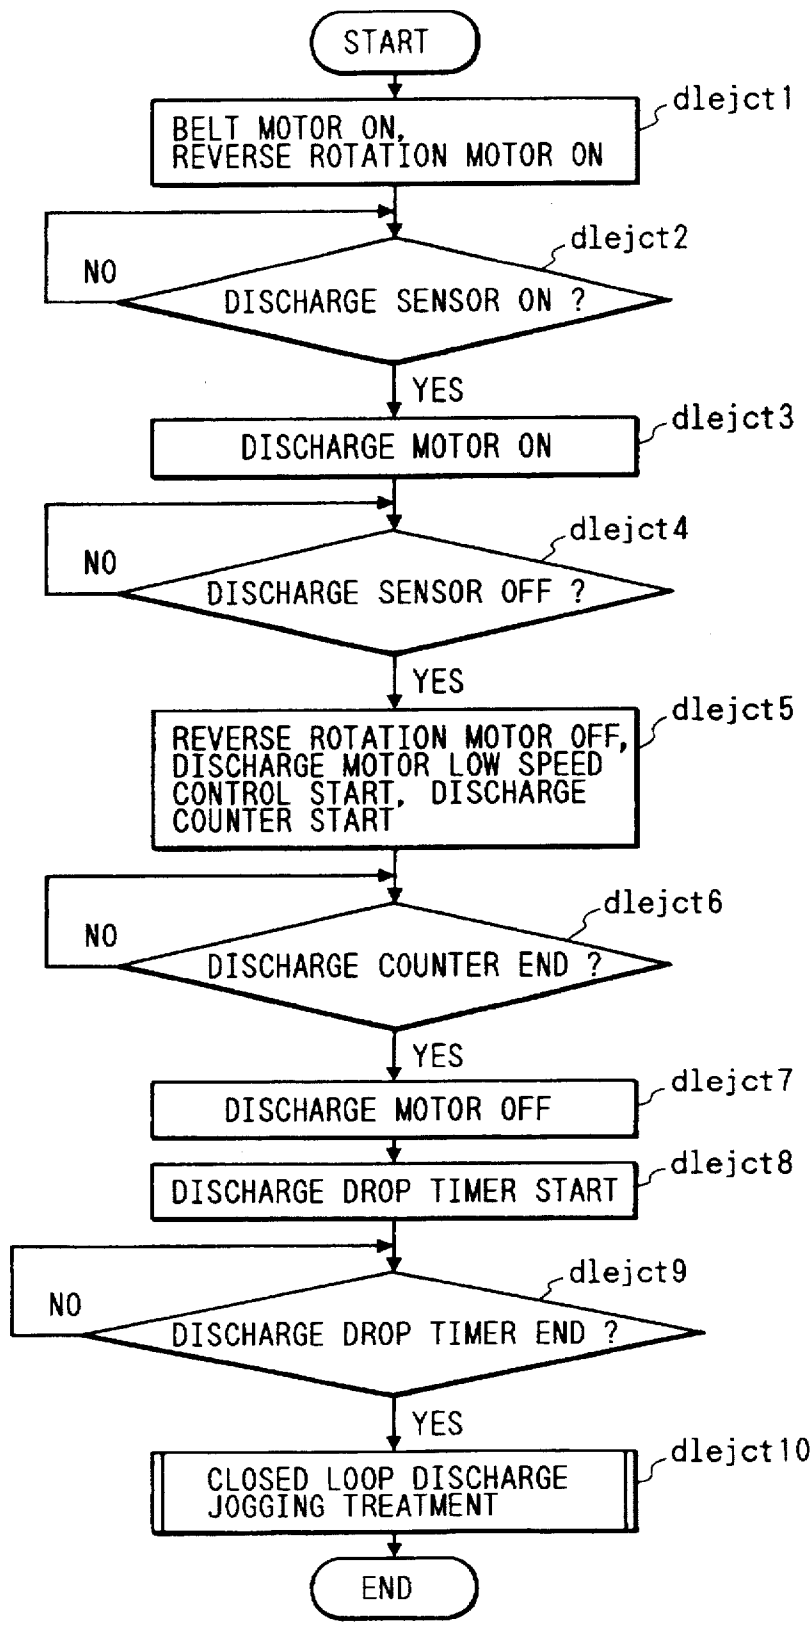 START
dlejct1
BELT MOTOR ON,
REVERSE ROTATION MOTOR ON
dlejct2
NO
DISCHARGE SENSOR ON ?
YES
dlejct3
DISCHARGE MOTOR ON
dlejct4
NO
DISCHARGE SENSOR OFF ?
YES
dlejct5
REVERSE ROTATION MOTOR OFF,
DISCHARGE MOTOR LOW SPEED
CONTROL START, DISCHARGE
COUNTER START
dlejct6
NO
DISCHARGE COUNTER END ?
YES
dlejct7
DISCHARGE MOTOR OFF
dlejct8
DISCHARGE DROP TIMER START
dlejct9
NO
DISCHARGE DROP TIMER END ?
YES
dlejct10
CLOSED LOOP DISCHARGE
JOGGING TREATMENT
END